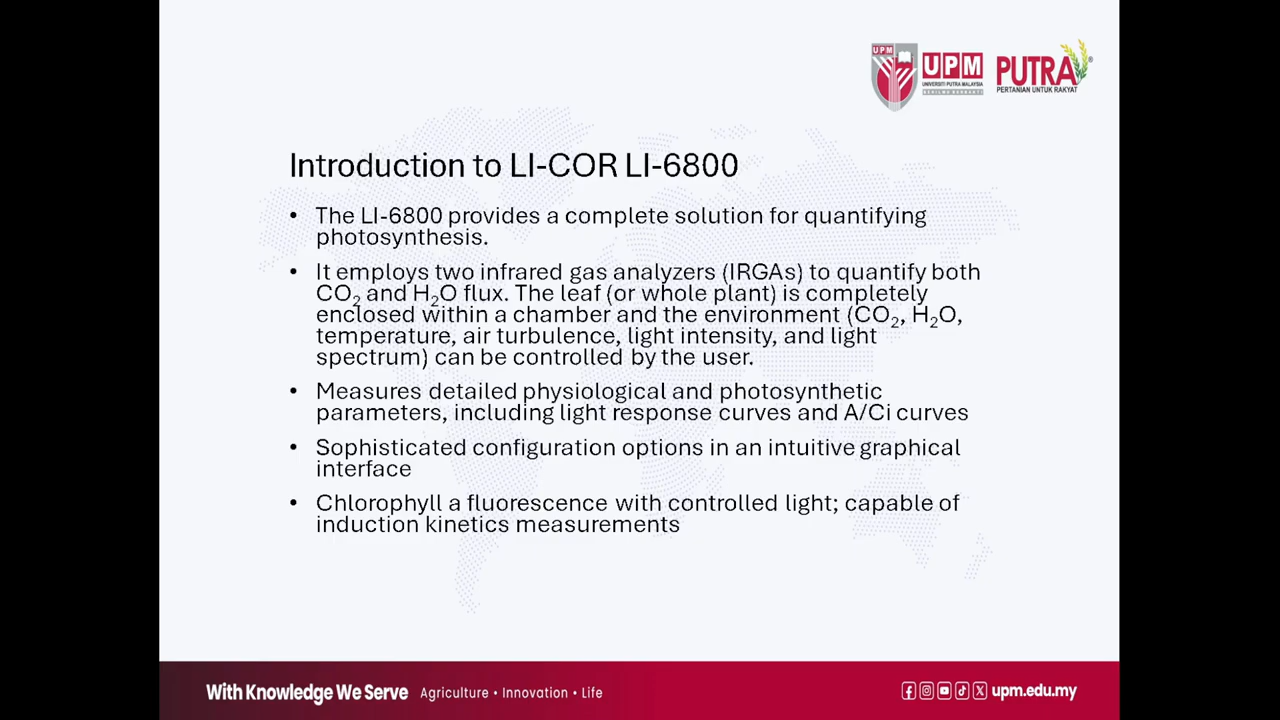 UPM
UPM
UNIVERSITI PUTRA MALAYSIA
BERILMU BERBAKTI
PUTRA
PERTANIAN UNTUK RAKYAT
Introduction to LI-COR LI-6800
• The LI-6800 provides a complete solution for quantifying
photosynthesis.
• It employs two infrared gas analyzers (IRGAs) to quantify both
CO₂ and H₂O flux. The leaf (or whole plant) is completely
enclosed within a chamber and the environment (CO₂, H₂O,
temperature, air turbulence, light intensity, and light
spectrum) can be controlled by the user.
• Measures detailed physiological and photosynthetic
parameters, including light response curves and A/Ci curves
• Sophisticated configuration options in an intuitive graphical
interface
• Chlorophyll a fluorescence with controlled light; capable of
induction kinetics measurements
With Knowledge We Serve Agriculture • Innovation • Life
upm.edu.my